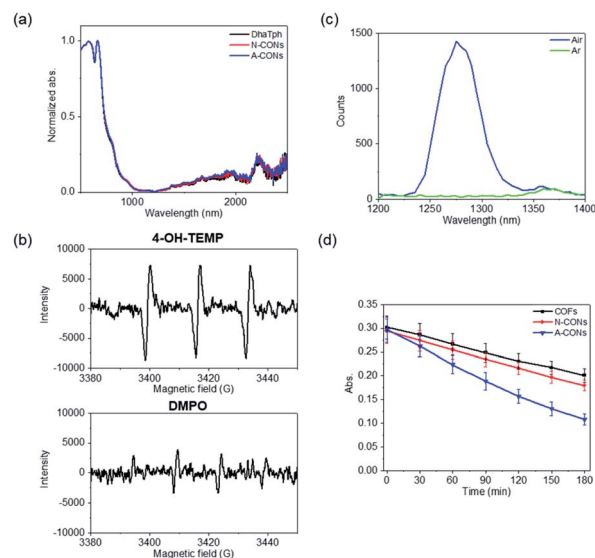 (a)
DhaTph
N-CONs
A-CONs
1.0
0.5
0.0
Normalized abs.
1000
2000
Wavelength (nm)
(b)
4-OH-TEMP
10000
5000
0
-5000
-10000
Intensity
3380
3400
3420
3440
Magnetic field (G)
DMPO
10000
5000
0
-5000
-10000
Intensity
3380
3400
3420
3440
Magnetic field (G)
(c)
Air
Ar
1500
1000
500
0
Counts
1200
1250
1300
1350
1400
Wavelength (nm)
(d)
COFs
N-CONs
A-CONs
0.35
0.30
0.25
0.20
0.15
0.10
0.05
0.00
Abs.
0
30
60
90
120
150
180
Time (min)